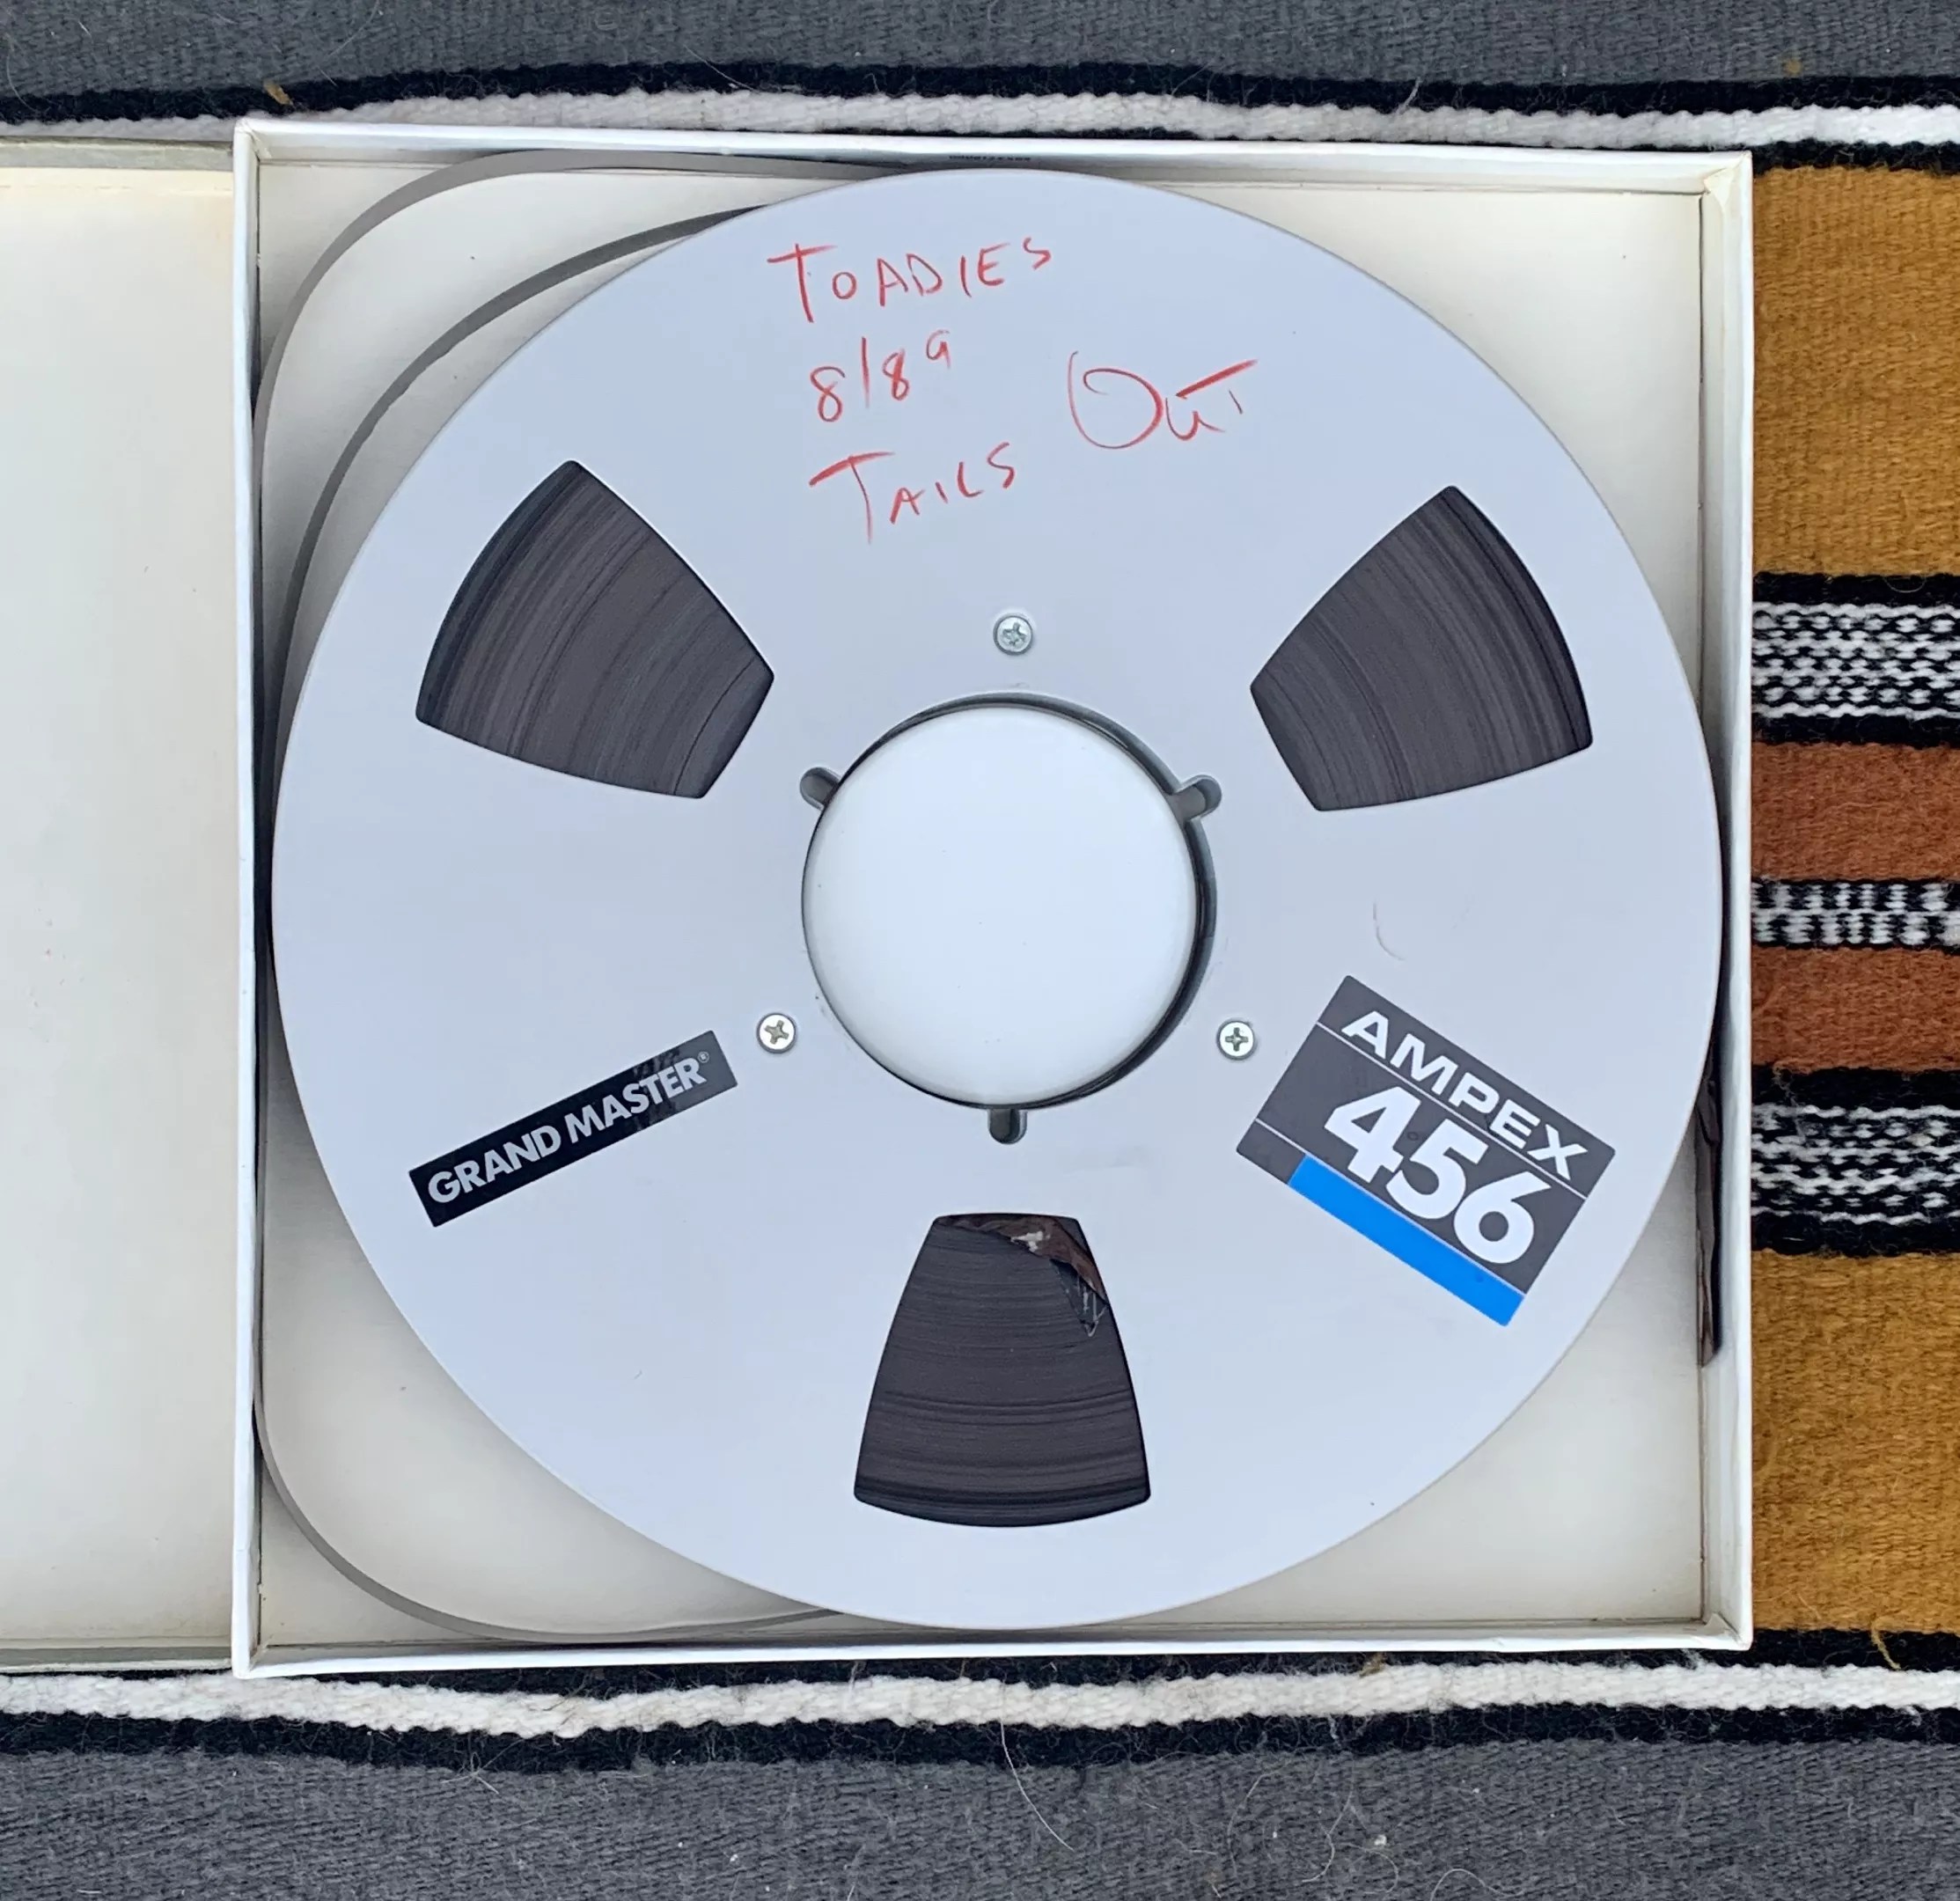 TOADIES
8/89
TAILS OUT
GRAND MASTER®
AMPEX
456